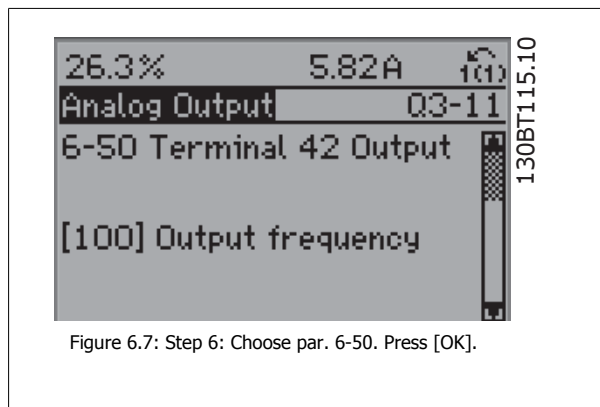 26.3% 5.82A 1(1)
Analog Output Q3-11
6-50 Terminal 42 Output
[100] Output frequency
130BT115.10
Figure 6.7: Step 6: Choose par. 6-50. Press [OK].